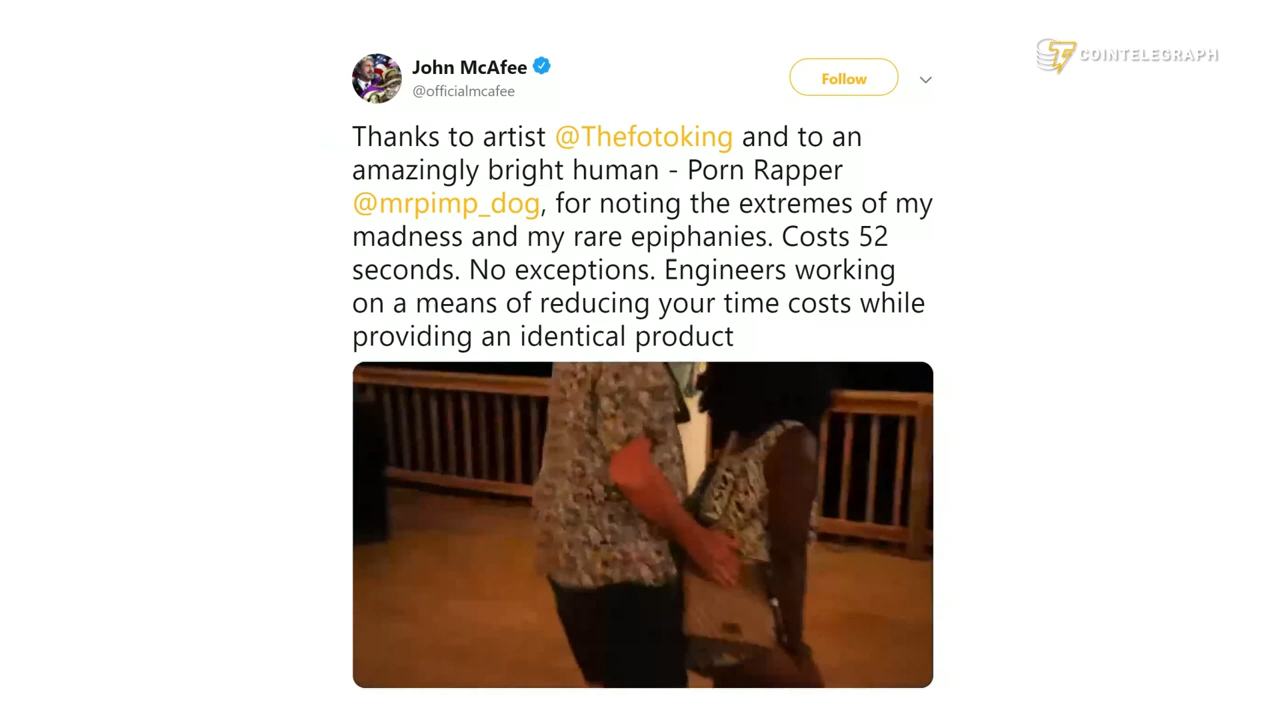 John McAfee
COINTELEGRAPH
@officialmcafee
Follow
Thanks to artist @Thefotoking and to an
amazingly bright human - Porn Rapper
@mrpimp_dog, for noting the extremes of my
madness and my rare epiphanies. Costs 52
seconds. No exceptions. Engineers working
on a means of reducing your time costs while
providing an identical product